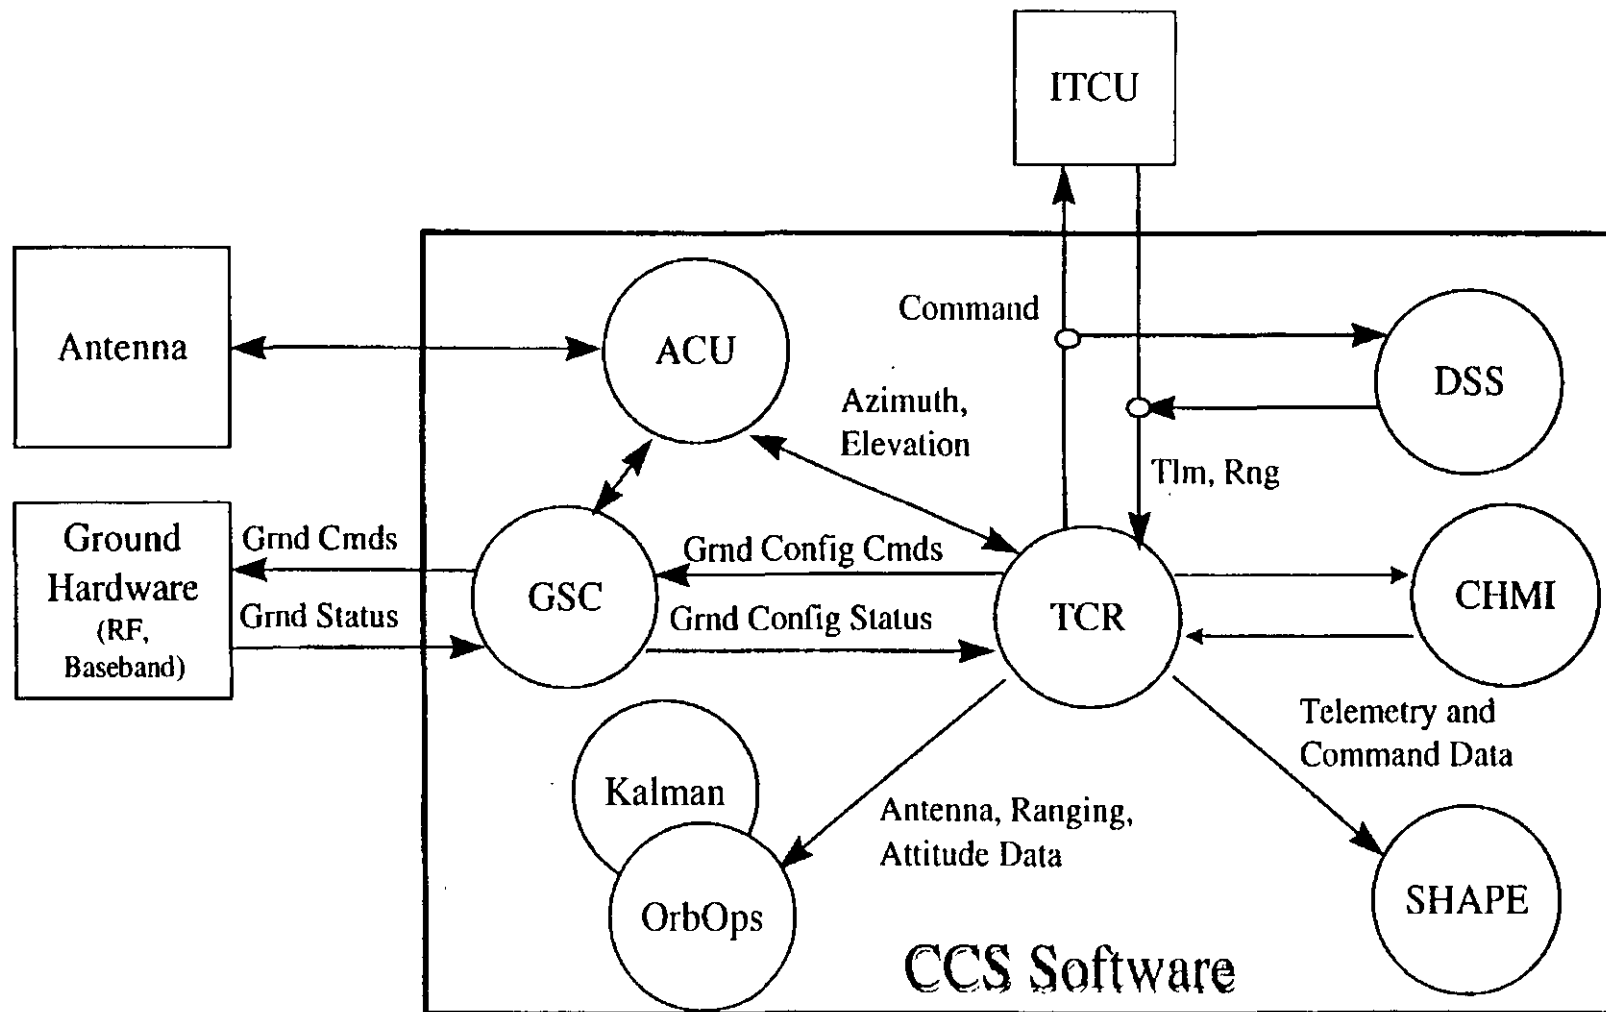 ITCU
Command
Antenna
ACU
DSS
Azimuth,
Elevation
Tlm, Rng
Ground
Hardware
(RF,
Baseband)
Grnd Cmds
Grnd Status
GSC
Grnd Config Cmds
Grnd Config Status
TCR
CHMI
Telemetry and
Command Data
Kalman
Antenna, Ranging,
Attitude Data
OrbOps
SHAPE
CCS Software